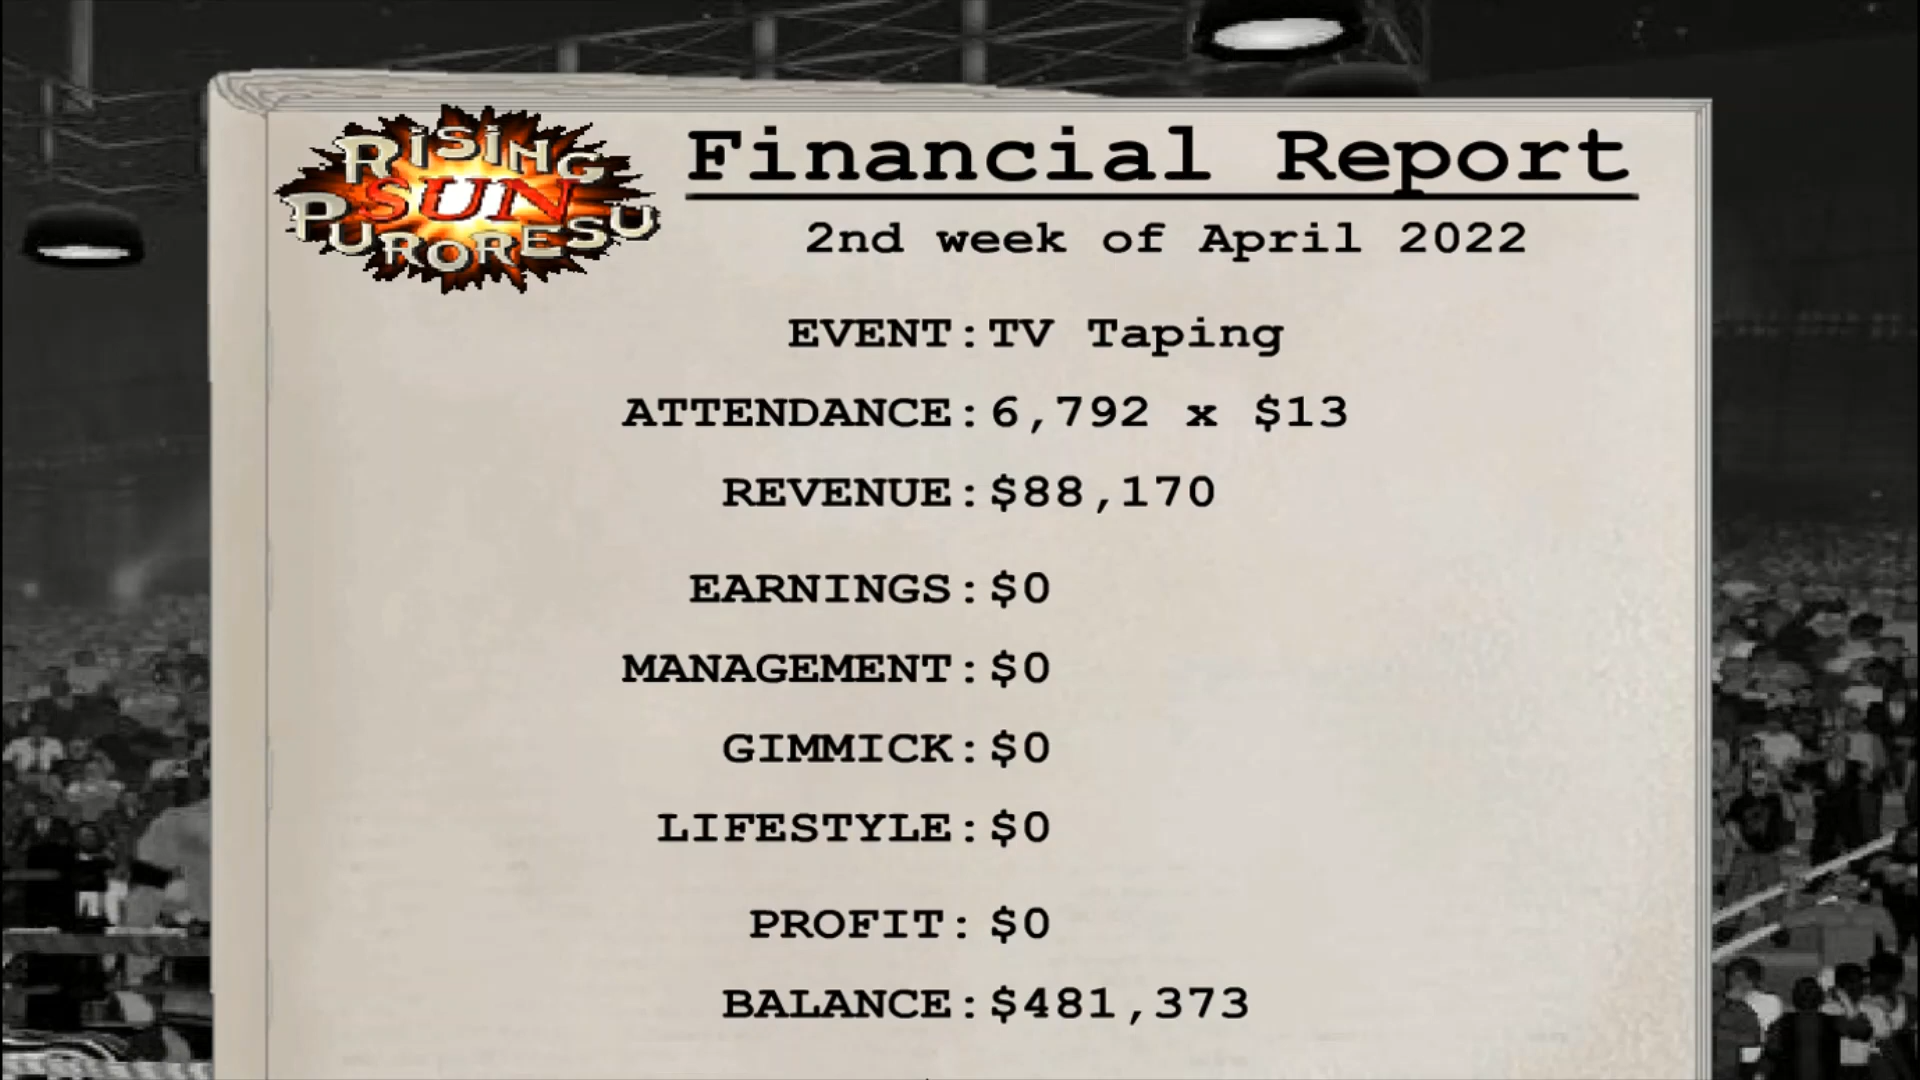 RISING
SUN
PURORESU
Financial Report
2nd week of April 2022
EVENT: TV Taping
ATTENDANCE: 6,792 x $13
REVENUE: $88,170
EARNINGS: $0
MANAGEMENT: $0
GIMMICK: $0
LIFESTYLE: $0
PROFIT: $0
BALANCE: $481,373